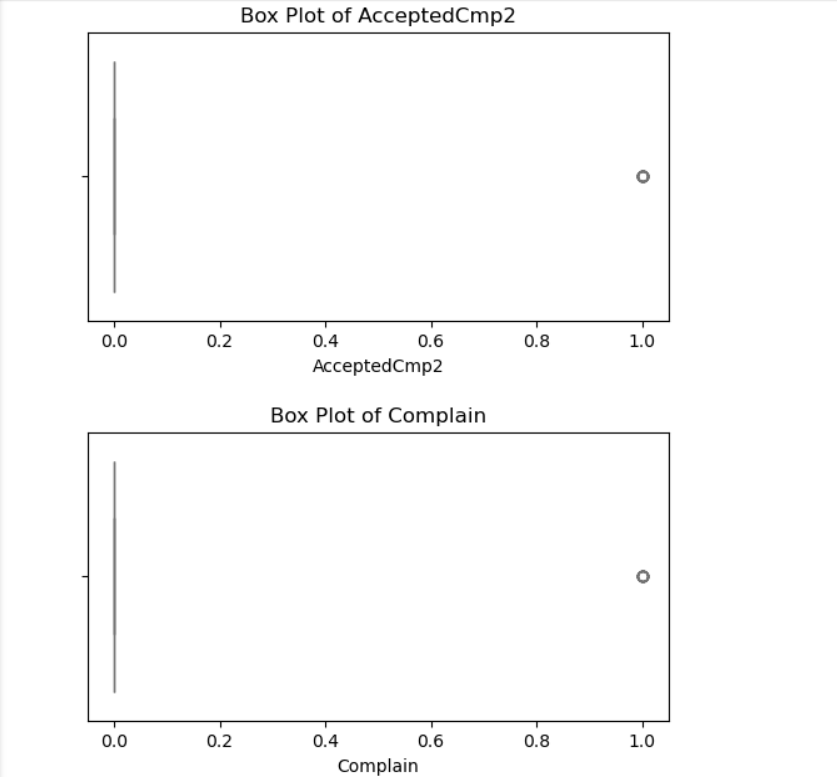 Box Plot of AcceptedCmp2
0.0 0.2 0.4 0.6 0.8 1.0
AcceptedCmp2
Box Plot of Complain
0.0 0.2 0.4 0.6 0.8 1.0
Complain